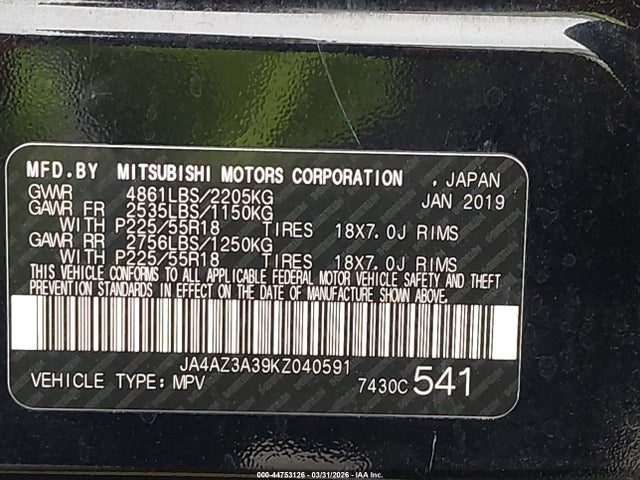 MFD.BY MITSUBISHI MOTORS CORPORATION , JAPAN
GVWR 4861LBS/2205KG JAN 2019
GAWR FR 2535LBS/1150KG
WITH P225/55R18 TIRES 18X7.0J RIMS
GAWR RR 2756LBS/1250KG
WITH P225/55R18 TIRES 18X7.0J RIMS
THIS VEHICLE CONFORMS TO ALL APPLICABLE FEDERAL MOTOR VEHICLE SAFETY AND THEFT
PREVENTION STANDARDS IN EFFECT ON THE DATE OF MANUFACTURE SHOWN ABOVE.
JA4AZ3A39KZ040591
VEHICLE TYPE: MPV 7430C 541
000-44753126 - 03/31/2026 - IAA Holdings, LLC